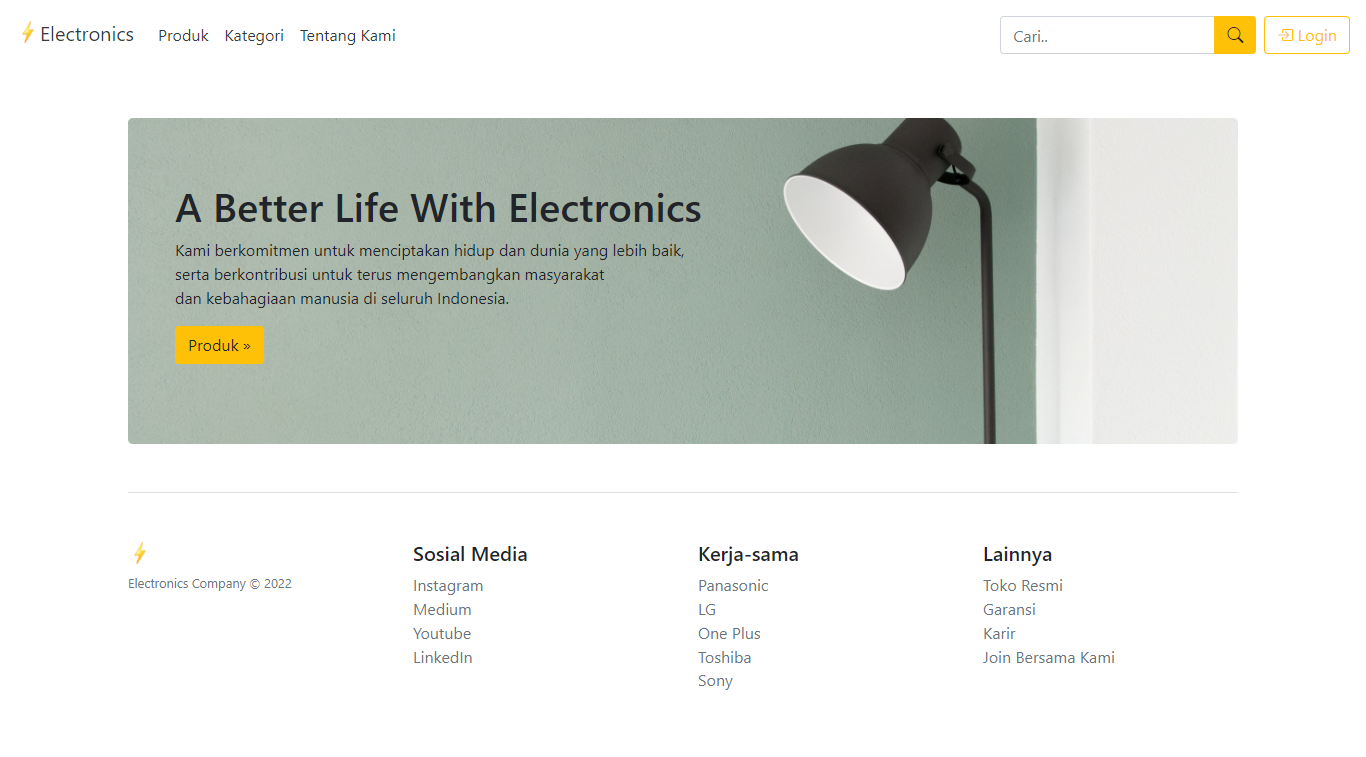 Electronics
Produk
Kategori
Tentang Kami
Cari..
Login
A Better Life With Electronics
Kami berkomitmen untuk menciptakan hidup dan dunia yang lebih baik,
serta berkontribusi untuk terus mengembangkan masyarakat
dan kebahagiaan manusia di seluruh Indonesia.
Produk »
Electronics Company © 2022
Sosial Media
Instagram
Medium
Youtube
LinkedIn
Kerja-sama
Panasonic
LG
One Plus
Toshiba
Sony
Lainnya
Toko Resmi
Garansi
Karir
Join Bersama Kami